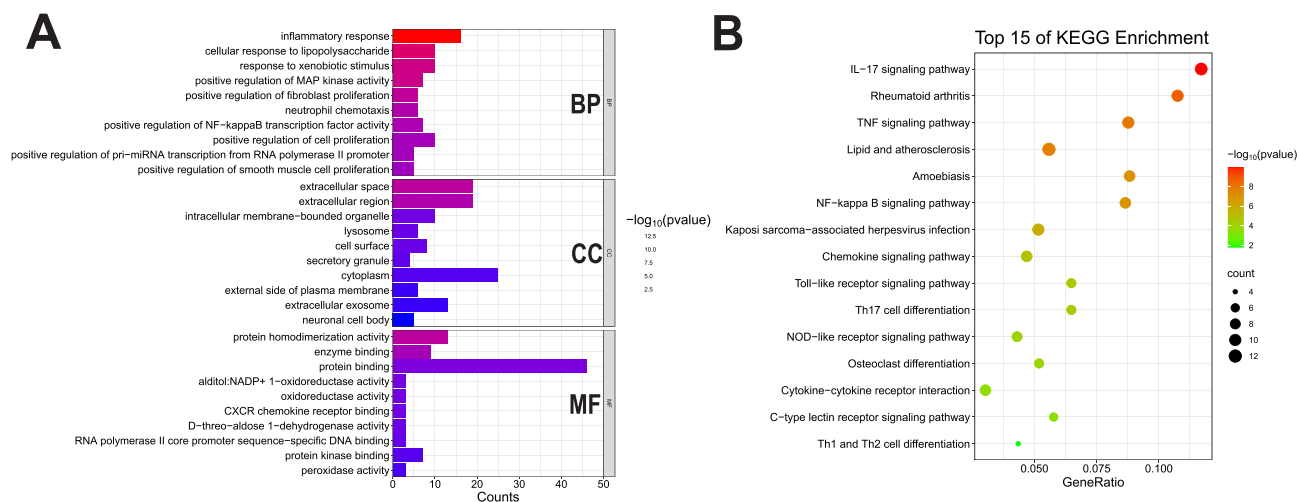 A
inflammatory response
cellular response to lipopolysaccharide
response to xenobiotic stimulus
positive regulation of MAP kinase activity
positive regulation of fibroblast proliferation
neutrophil chemotaxis
positive regulation of NF−kappaB transcription factor activity
positive regulation of cell proliferation
positive regulation of pri−miRNA transcription from RNA polymerase II promoter
positive regulation of smooth muscle cell proliferation
BP
BP
extracellular space
extracellular region
intracellular membrane−bounded organelle
lysosome
cell surface
secretory granule
cytoplasm
external side of plasma membrane
extracellular exosome
neuronal cell body
CC
CC
protein homodimerization activity
enzyme binding
protein binding
alditol:NADP+ 1−oxidoreductase activity
oxidoreductase activity
CXCR chemokine receptor binding
D−threo−aldose 1−dehydrogenase activity
RNA polymerase II core promoter sequence−specific DNA binding
protein kinase binding
peroxidase activity
MF
MF
0 10 20 30 40 50
Counts
−log10(pvalue)
12.5
10.0
7.5
5.0
2.5
B
Top 15 of KEGG Enrichment
IL−17 signaling pathway
Rheumatoid arthritis
TNF signaling pathway
Lipid and atherosclerosis
Amoebiasis
NF−kappa B signaling pathway
Kaposi sarcoma−associated herpesvirus infection
Chemokine signaling pathway
Toll−like receptor signaling pathway
Th17 cell differentiation
NOD−like receptor signaling pathway
Osteoclast differentiation
Cytokine−cytokine receptor interaction
C−type lectin receptor signaling pathway
Th1 and Th2 cell differentiation
0.050 0.075 0.100
GeneRatio
−log10(pvalue)
8
6
4
2
count
4
6
8
10
12